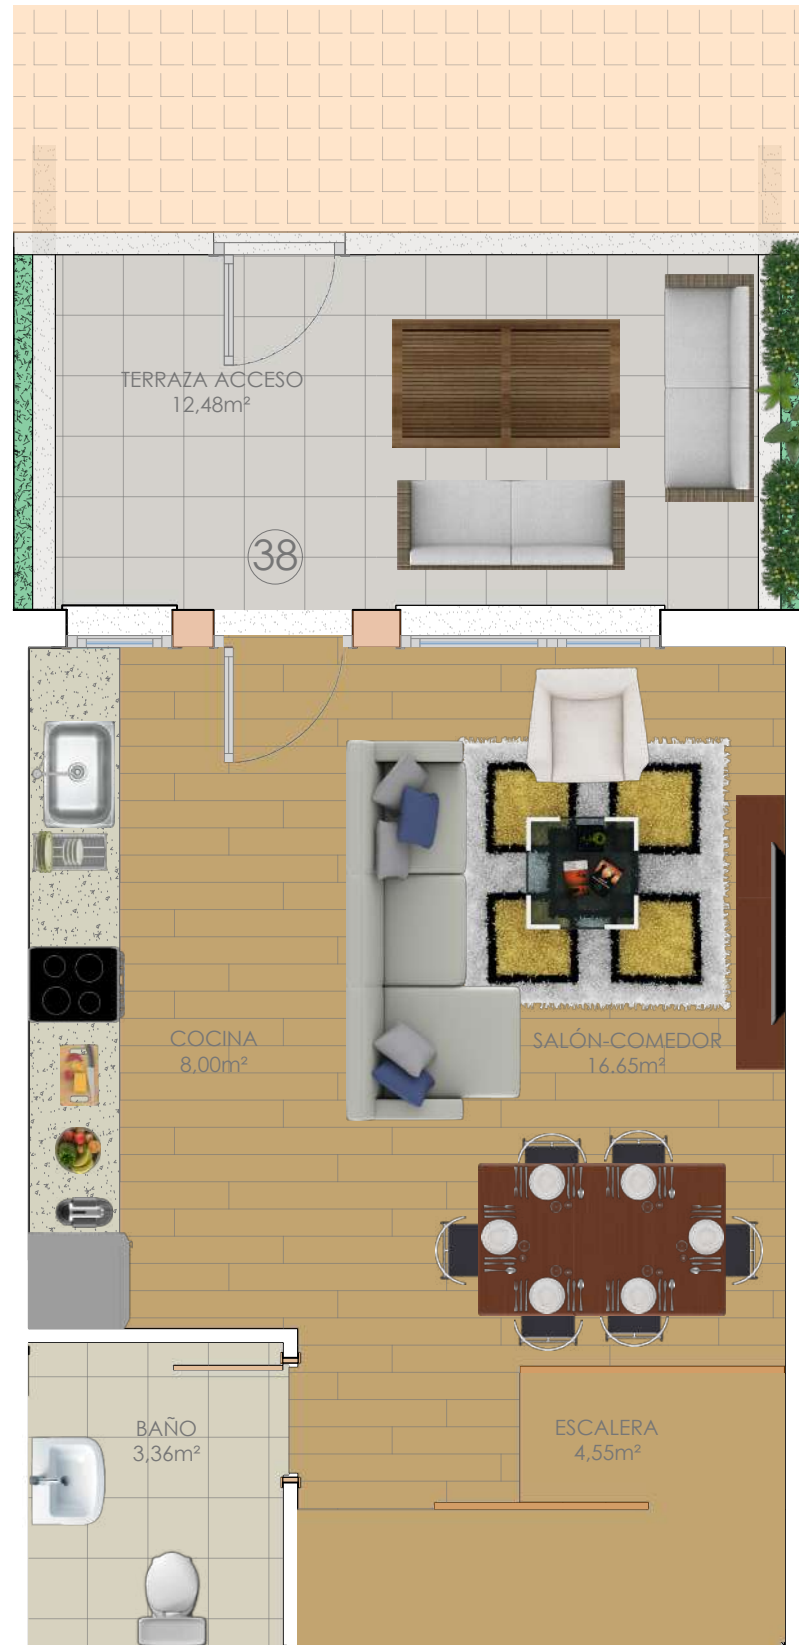 TERRAZA ACCESO
12,48m²
38
COCINA
8,00m²
SALÓN-COMEDOR
16.65m²
BAÑO
3,36m²
ESCALERA
4,55m²